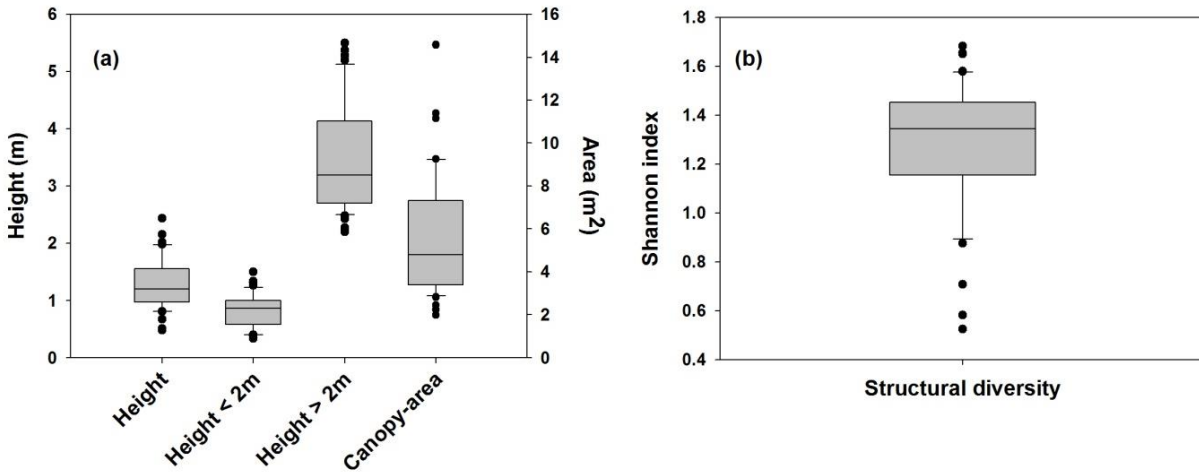 (a)
Height (m)
6
5
4
3
2
1
0
Area (m²)
16
14
12
10
8
6
4
2
0
Height
Height < 2m
Height > 2m
Canopy-area
(b)
Shannon index
1.8
1.6
1.4
1.2
1.0
0.8
0.6
0.4
Structural diversity